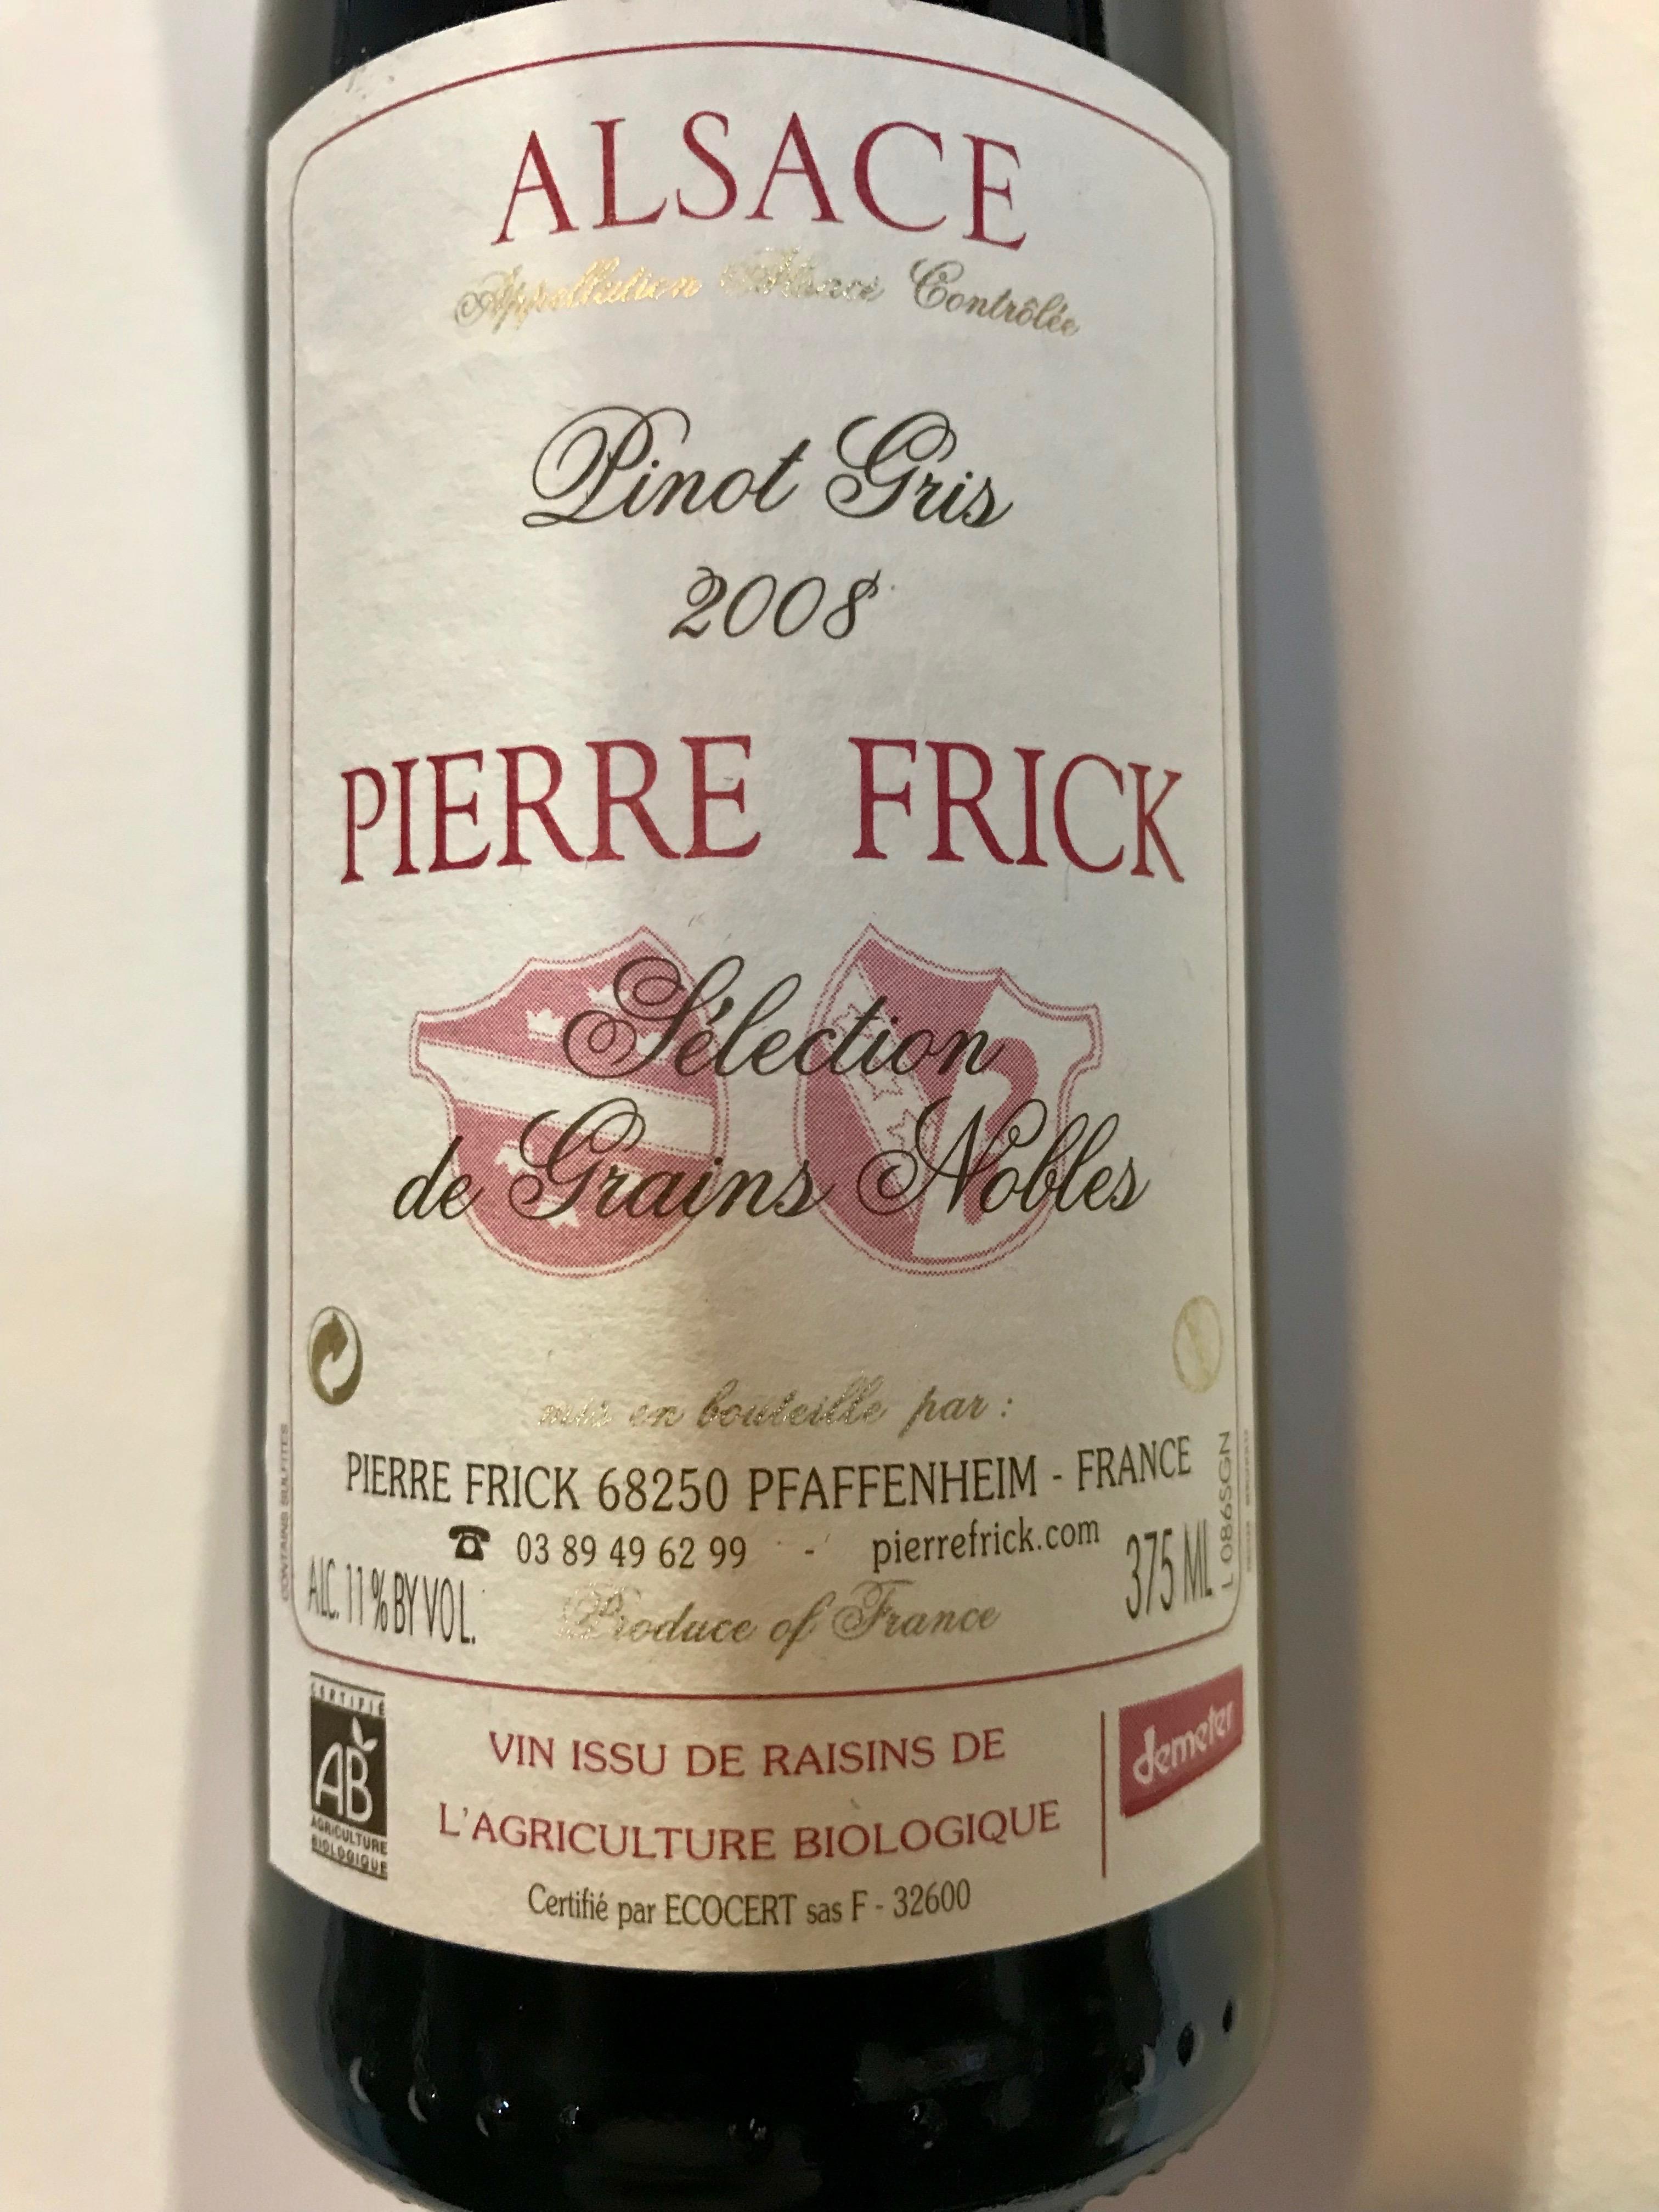 ALSACE
Appellation Alsace Contrôlée
Pinot Gris
2008
PIERRE FRICK
Sélection
de Grains Nobles
mis en bouteille par :
PIERRE FRICK 68250 PFAFFENHEIM - FRANCE
03 89 49 62 99 - pierrefrick.com
ALC. 11 % BY VOL.
Produce of France
375 ML
L 086SGN
CONTAINS SULFITES
CERTIFIÉ
AB
AGRICULTURE
BIOLOGIQUE
VIN ISSU DE RAISINS DE
L'AGRICULTURE BIOLOGIQUE
Certifié par ECOCERT sas F - 32600
demeter